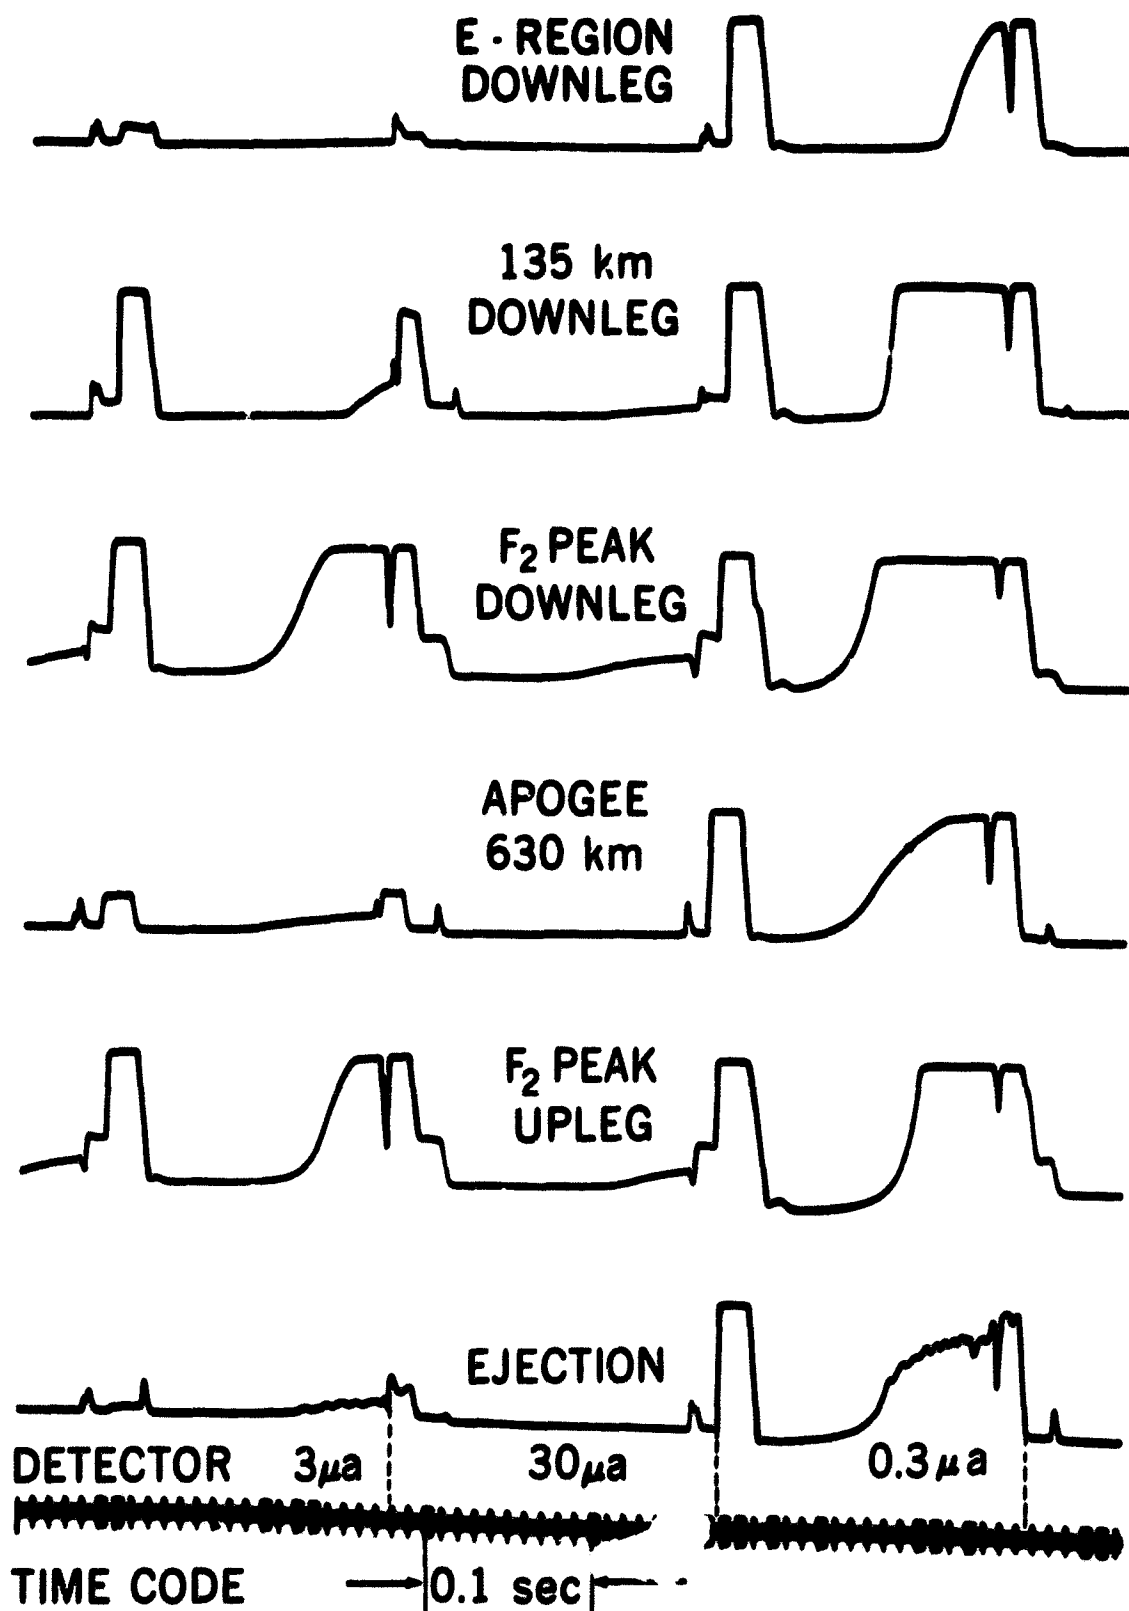 E - REGION
DOWNLEG
135 km
DOWNLEG
F₂ PEAK
DOWNLEG
APOGEE
630 km
F₂ PEAK
UPLEG
EJECTION
DETECTOR 3μa 30μa 0.3μa
TIME CODE 0.1 sec